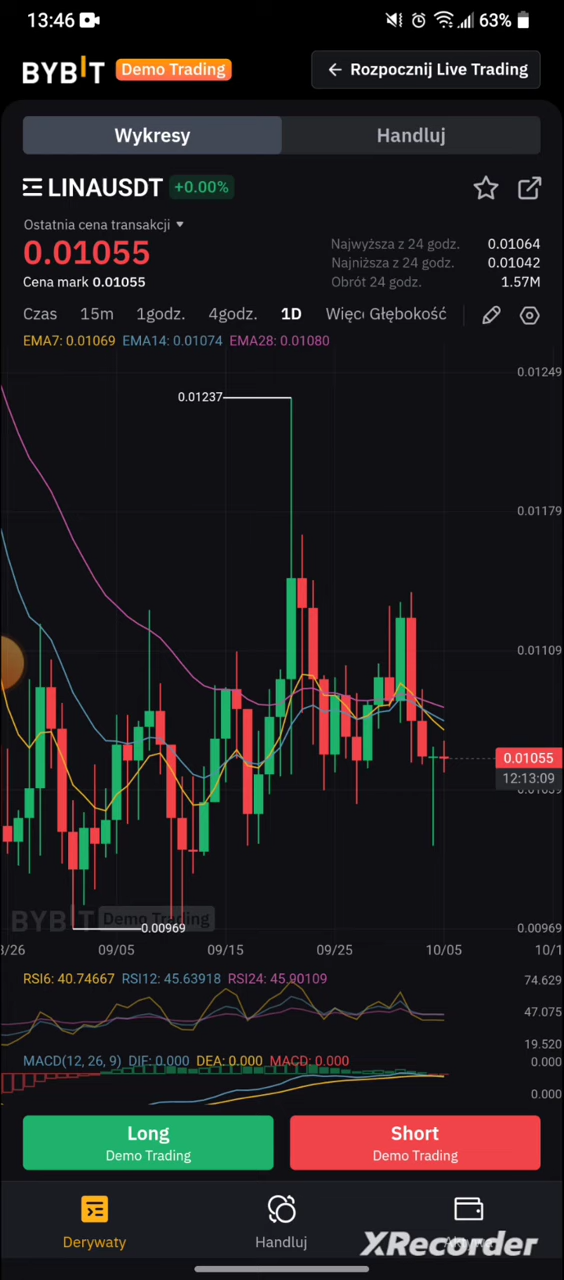 13:46 63%
BYBIT Demo Trading ← Rozpocznij Live Trading
Wykresy Handluj
LINAUSDT +0.00%
Ostatnia cena transakcji
0.01055
Cena mark 0.01055
Najwyższa z 24 godz. 0.01064
Najniższa z 24 godz. 0.01042
Obrót 24 godz. 1.57M
Czas 15m 1godz. 4godz. 1D Więc Głębokość
EMA7: 0.01069 EMA14: 0.01074 EMA28: 0.01080
0.01249
0.01237
0.01179
0.01109
0.01055
12:13:09
0.01039
BYBIT Demo Trading
0.00969
0.00969
8/26 09/05 09/15 09/25 10/05 10/1
RSI6: 40.74667 RSI12: 45.63918 RSI24: 45.90109
74.629
47.075
19.520
MACD(12, 26, 9) DIF: 0.000 DEA: 0.000 MACD: 0.000
0.000
0.000
Long
Demo Trading
Short
Demo Trading
Derywaty Handluj
XRecorder